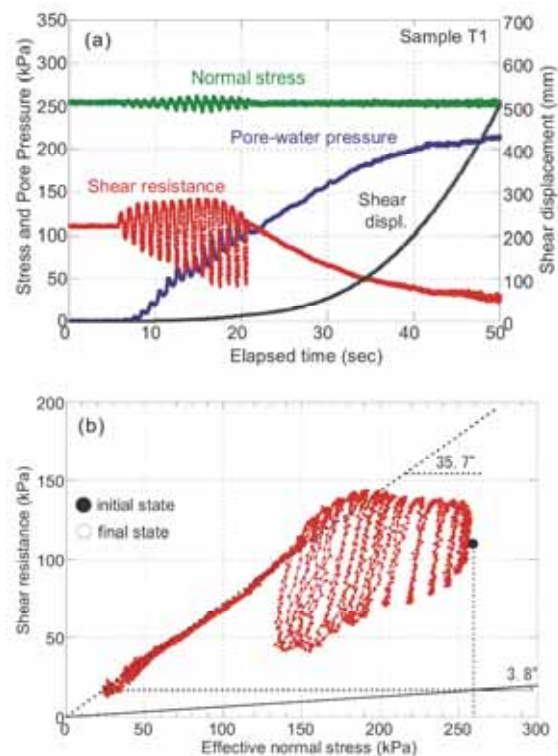 (a)
Sample T1
Normal stress
Pore-water pressure
Shear resistance
Shear
displ.
Stress and Pore Pressure (kPa)
350
300
250
200
150
100
50
0
Shear displacement (mm)
700
600
500
400
300
200
100
0
0 10 20 30 40 50
Elapsed time (sec)
(b)
35.7°
initial state
final state
3.8°
Shear resistance (kPa)
200
150
100
50
0
0 50 100 150 200 250 300
Effective normal stress (kPa)